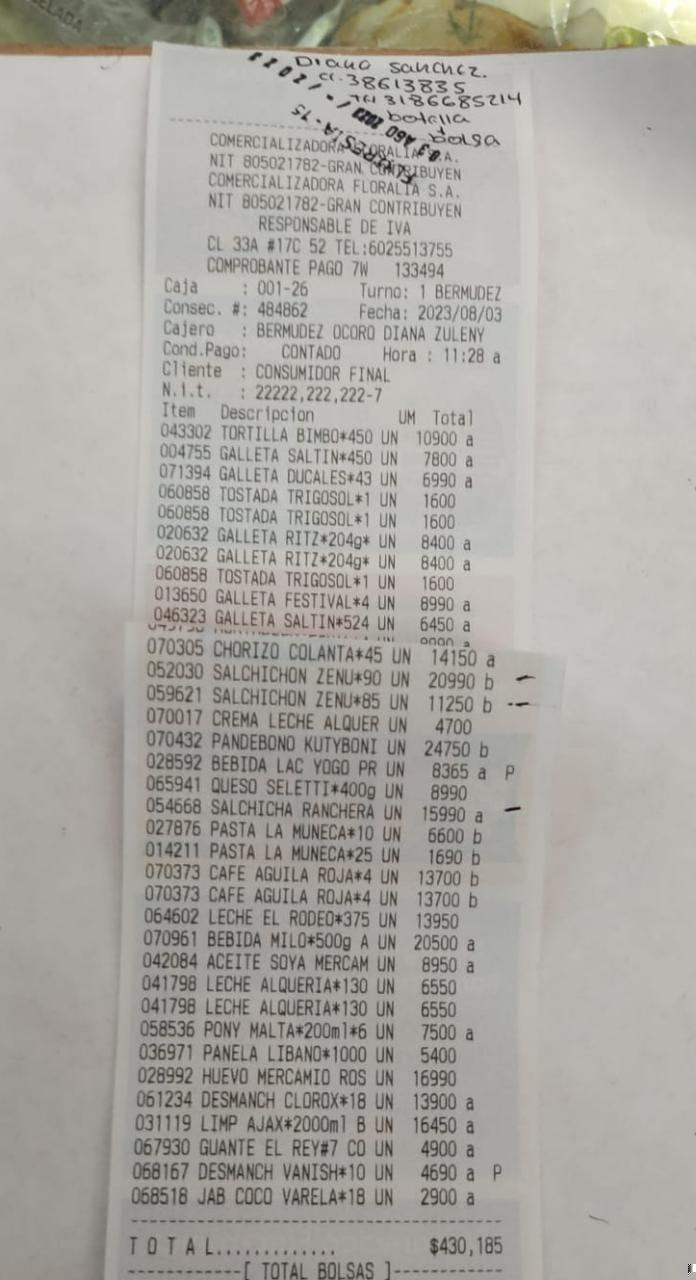 ELADA
Diana Sanchez.
cc. 38613835
Tel 3186685214
botella
bolsa
03 AGO 2023
COMERCIALIZADORA FLORALIA S.A.
NIT 805021782-GRAN CONTRIBUYEN
COMERCIALIZADORA FLORALIA S.A.
NIT 805021782-GRAN CONTRIBUYEN
RESPONSABLE DE IVA
CL 33A #17C 52 TEL:6025513755
COMPROBANTE PAGO 7W 133494
Caja : 001-26 Turno: 1 BERMUDEZ
Consec. #: 484862 Fecha: 2023/08/03
Cajero : BERMUDEZ OCORO DIANA ZULENY
Cond.Pago: CONTADO Hora : 11:28 a
Cliente : CONSUMIDOR FINAL
N.i.t. : 22222,222,222-7
Item Descripcion UM Total
043302 TORTILLA BIMBO*450 UN 10900 a
004755 GALLETA SALTIN*450 UN 7800 a
071394 GALLETA DUCALES*43 UN 6990 a
060858 TOSTADA TRIGOSOL*1 UN 1600
060858 TOSTADA TRIGOSOL*1 UN 1600
020632 GALLETA RITZ*204g* UN 8400 a
020632 GALLETA RITZ*204g* UN 8400 a
060858 TOSTADA TRIGOSOL*1 UN 1600
013650 GALLETA FESTIVAL*4 UN 8990 a
046323 GALLETA SALTIN*524 UN 6450 a
070305 CHORIZO COLANTA*45 UN 14150 a
052030 SALCHICHON ZENU*90 UN 20990 b
059621 SALCHICHON ZENU*85 UN 11250 b
070017 CREMA LECHE ALQUER UN 4700
070432 PANDEBONO KUTYBONI UN 24750 b
028592 BEBIDA LAC YOGO PR UN 8365 a P
065941 QUESO SELETTI*400g UN 8990
054668 SALCHICHA RANCHERA UN 15990 a
027876 PASTA LA MUNECA*10 UN 6600 b
014211 PASTA LA MUNECA*25 UN 1690 b
070373 CAFE AGUILA ROJA*4 UN 13700 b
070373 CAFE AGUILA ROJA*4 UN 13700 b
064602 LECHE EL RODEO*375 UN 13950
070961 BEBIDA MILO*500g A UN 20500 a
042084 ACEITE SOYA MERCAM UN 8950 a
041798 LECHE ALQUERIA*130 UN 6550
041798 LECHE ALQUERIA*130 UN 6550
058536 PONY MALTA*200ml*6 UN 7500 a
036971 PANELA LIBANO*1000 UN 5400
028992 HUEVO MERCAMIO ROS UN 16990
061234 DESMANCH CLOROX*18 UN 13900 a
031119 LIMP AJAX*2000ml B UN 16450 a
067930 GUANTE EL REY#7 CO UN 4900 a
068167 DESMANCH VANISH*10 UN 4690 a P
068518 JAB COCO VARELA*18 UN 2900 a
TOTAL............. $430,185
------------[ TOTAL BOLSAS ]-----------